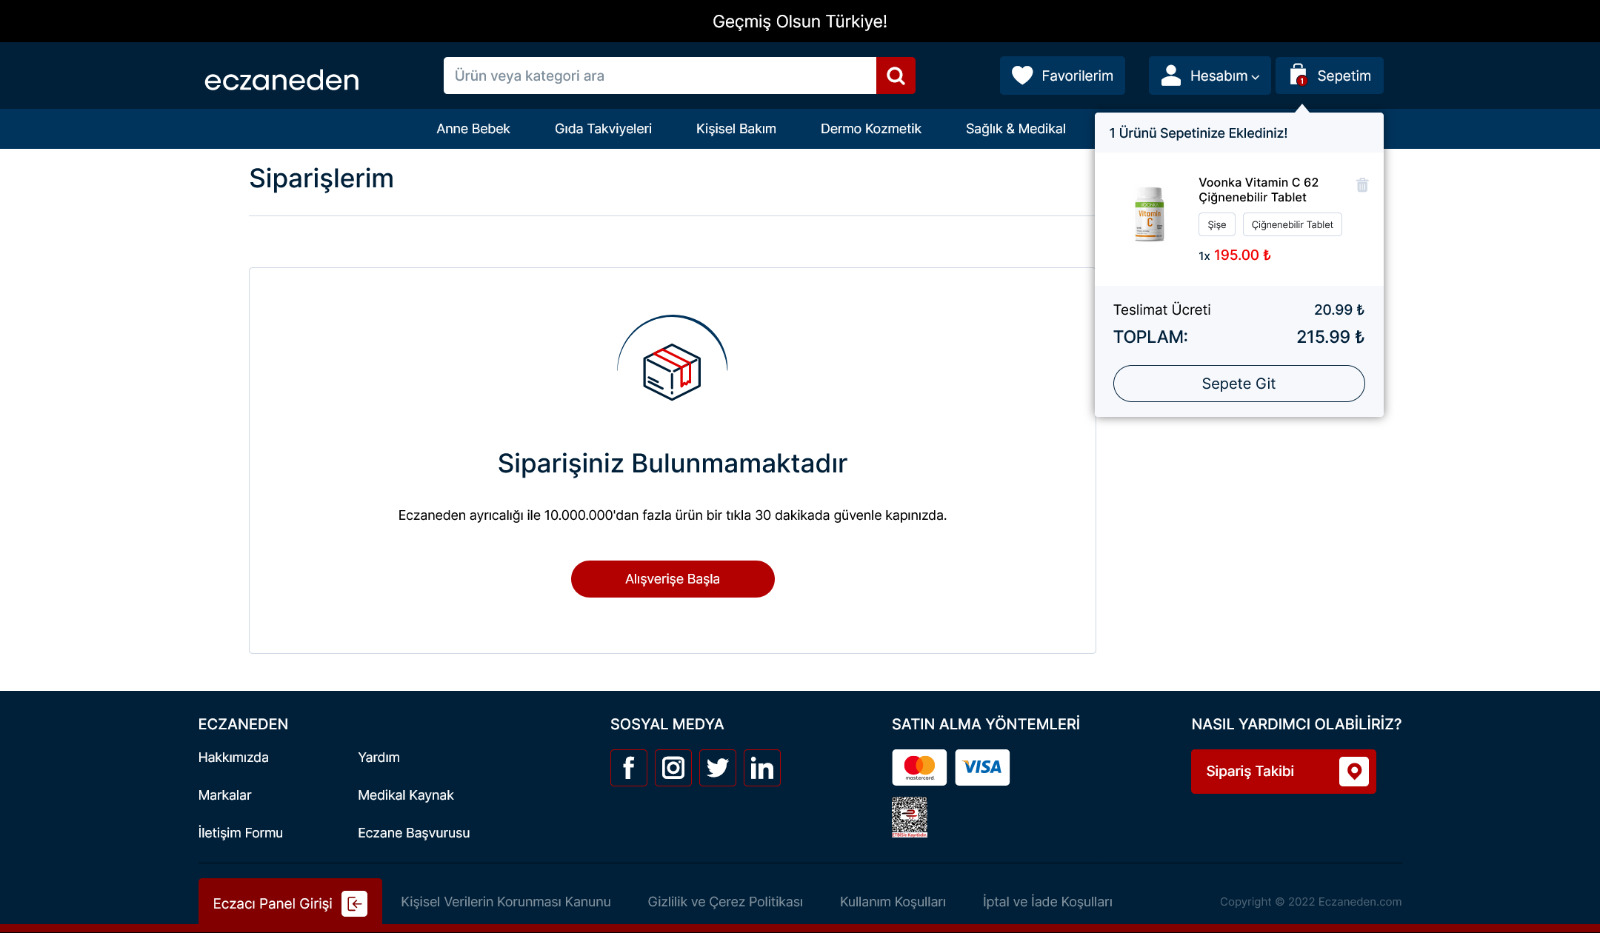 Geçmiş Olsun Türkiye!
eczaneden
Ürün veya kategori ara
Favorilerim
Hesabım
1
Sepetim
Anne Bebek
Gıda Takviyeleri
Kişisel Bakım
Dermo Kozmetik
Sağlık & Medikal
1 Ürünü Sepetinize Eklediniz!
Vitamin
C
Voonka Vitamin C 62
Çiğnenebilir Tablet
Şişe
Çiğnenebilir Tablet
1x 195.00 ₺
Teslimat Ücreti 20.99 ₺
TOPLAM: 215.99 ₺
Sepete Git
Siparişlerim
Siparişiniz Bulunmamaktadır
Eczaneden ayrıcalığı ile 10.000.000'dan fazla ürün bir tıkla 30 dakikada güvenle kapınızda.
Alışverişe Başla
ECZANEDEN
Hakkımızda
Yardım
Markalar
Medikal Kaynak
İletişim Formu
Eczane Başvurusu
SOSYAL MEDYA
SATIN ALMA YÖNTEMLERİ
mastercard
VISA
NASIL YARDIMCI OLABİLİRİZ?
Sipariş Takibi
Eczacı Panel Girişi
Kişisel Verilerin Korunması Kanunu
Gizlilik ve Çerez Politikası
Kullanım Koşulları
İptal ve İade Koşulları
Copyright © 2022 Eczaneden.com